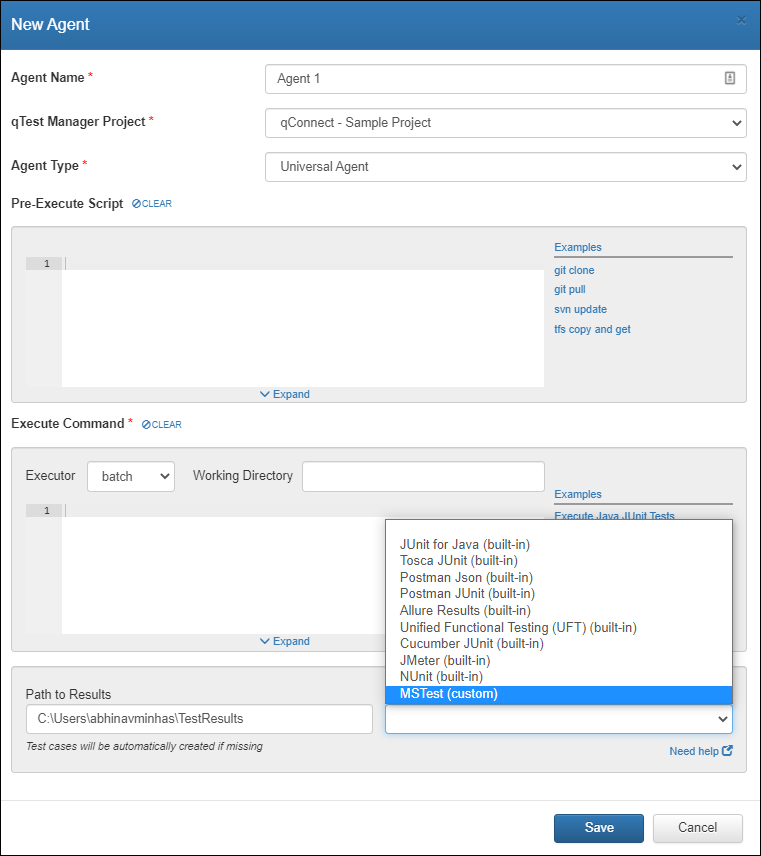 New Agent
×
Agent Name *
Agent 1
qTest Manager Project *
qConnect - Sample Project
Agent Type *
Universal Agent
Pre-Execute Script CLEAR
1
Examples
git clone
git pull
svn update
tfs copy and get
Expand
Execute Command * CLEAR
Executor batch Working Directory
1
Examples
Execute Java JUnit Tests
Expand
JUnit for Java (built-in)
Tosca JUnit (built-in)
Postman Json (built-in)
Postman JUnit (built-in)
Allure Results (built-in)
Unified Functional Testing (UFT) (built-in)
Cucumber JUnit (built-in)
JMeter (built-in)
NUnit (built-in)
MSTest (custom)
Path to Results
C:\Users\abhinavminhas\TestResults
Test cases will be automatically created if missing
Need help
Save Cancel